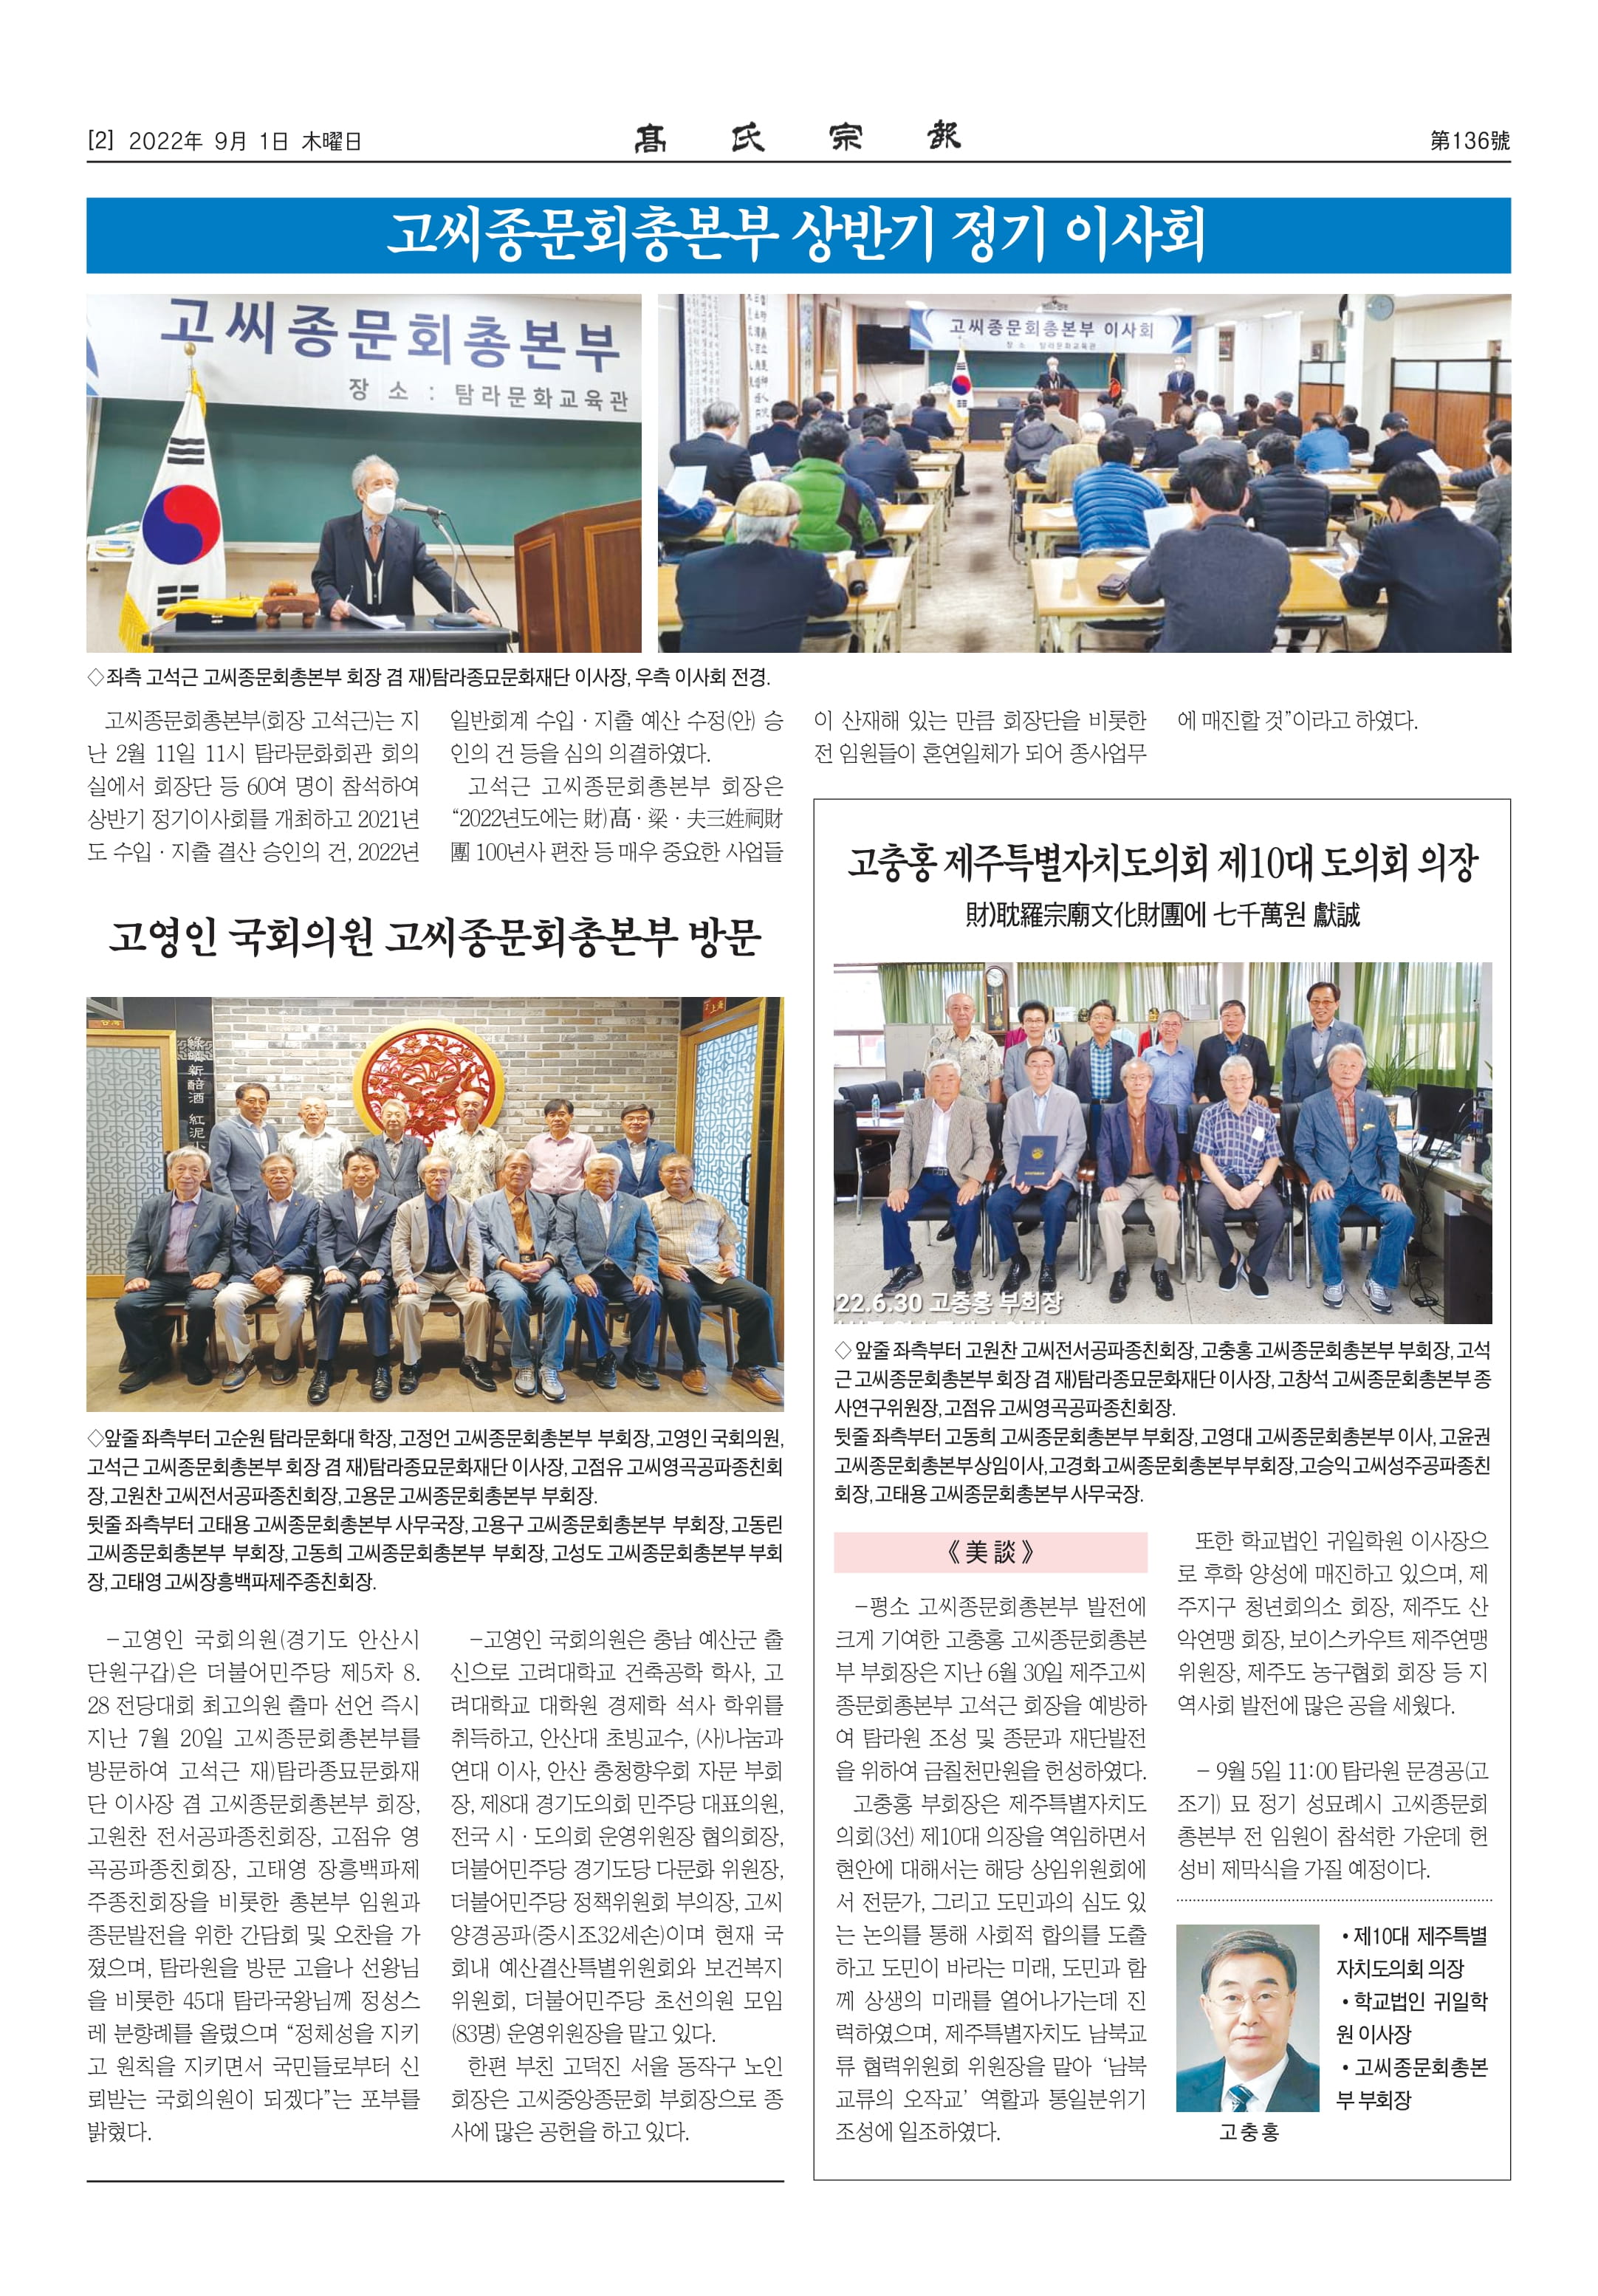 [2] 2022年 9月 1日 木曜日
髙氏宗報
第136號
고씨종문회총본부 상반기 정기 이사회
고씨종문회총본부
장 소 : 탐라문화교육관
고씨종문회총본부 이사회
장 소 탐라문화교육관
◇좌측 고석근 고씨종문회총본부 회장 겸 재)탐라종묘문화재단 이사장, 우측 이사회 전경.
고씨종문회총본부(회장 고석근)는 지
난 2월 11일 11시 탐라문화회관 회의
실에서 회장단 등 60여 명이 참석하여
상반기 정기이사회를 개최하고 2021년
도 수입·지출 결산 승인의 건, 2022년
일반회계 수입·지출 예산 수정(안) 승
인의 건 등을 심의 의결하였다.
고석근 고씨종문회총본부 회장은
“2022년도에는 財)髙·梁·夫三姓祠財
團 100년사 편찬 등 매우 중요한 사업들
이 산재해 있는 만큼 회장단을 비롯한
전 임원들이 혼연일체가 되어 종사업무
에 매진할 것”이라고 하였다.
고영인 국회의원 고씨종문회총본부 방문
◇앞줄 좌측부터 고순원 탐라문화대 학장, 고정언 고씨종문회총본부 부회장, 고영인 국회의원,
고석근 고씨종문회총본부 회장 겸 재)탐라종묘문화재단 이사장, 고점유 고씨영곡공파종친회
장, 고원찬 고씨전서공파종친회장, 고용문 고씨종문회총본부 부회장.
뒷줄 좌측부터 고태용 고씨종문회총본부 사무국장, 고용구 고씨종문회총본부 부회장, 고동린
고씨종문회총본부 부회장, 고동희 고씨종문회총본부 부회장, 고성도 고씨종문회총본부 부회
장, 고태영 고씨장흥백파제주종친회장.
－고영인 국회의원(경기도 안산시
단원구갑)은 더불어민주당 제5차 8.
28 전당대회 최고의원 출마 선언 즉시
지난 7월 20일 고씨종문회총본부를
방문하여 고석근 재)탐라종묘문화재
단 이사장 겸 고씨종문회총본부 회장,
고원찬 전서공파종친회장, 고점유 영
곡공파종친회장, 고태영 장흥백파제
주종친회장을 비롯한 총본부 임원과
종문발전을 위한 간담회 및 오찬을 가
졌으며, 탐라원을 방문 고을나 선왕님
을 비롯한 45대 탐라국왕님께 정성스
레 분향례를 올렸으며 “정체성을 지키
고 원칙을 지키면서 국민들로부터 신
뢰받는 국회의원이 되겠다”는 포부를
밝혔다.
－고영인 국회의원은 충남 예산군 출
신으로 고려대학교 건축공학 학사, 고
려대학교 대학원 경제학 석사 학위를
취득하고, 안산대 초빙교수, (사)나눔과
연대 이사, 안산 충청향우회 자문 부회
장, 제8대 경기도의회 민주당 대표의원,
전국 시·도의회 운영위원장 협의회장,
더불어민주당 경기도당 다문화 위원장,
더불어민주당 정책위원회 부의장, 고씨
양경공파(중시조32세손)이며 현재 국
회내 예산결산특별위원회와 보건복지
위원회, 더불어민주당 초선의원 모임
(83명) 운영위원장을 맡고 있다.
한편 부친 고덕진 서울 동작구 노인
회장은 고씨중앙종문회 부회장으로 종
사에 많은 공헌을 하고 있다.
고충홍 제주특별자치도의회 제10대 도의회 의장
財)耽羅宗廟文化財團에 七千萬원 獻誠
22.6.30 고충홍 부회장
◇ 앞줄 좌측부터 고원찬 고씨전서공파종친회장, 고충홍 고씨종문회총본부 부회장, 고석
근 고씨종문회총본부 회장 겸 재)탐라종묘문화재단 이사장, 고창석 고씨종문회총본부 종
사연구위원장, 고점유 고씨영곡공파종친회장.
뒷줄 좌측부터 고동희 고씨종문회총본부 부회장, 고영대 고씨종문회총본부 이사, 고윤권
고씨종문회총본부 상임이사, 고경화 고씨종문회총본부 부회장, 고승익 고씨성주공파종친
회장, 고태용 고씨종문회총본부 사무국장.
《 美 談 》
－평소 고씨종문회총본부 발전에
크게 기여한 고충홍 고씨종문회총본
부 부회장은 지난 6월 30일 제주고씨
종문회총본부 고석근 회장을 예방하
여 탐라원 조성 및 종문과 재단발전
을 위하여 금칠천만원을 헌성하였다.
고충홍 부회장은 제주특별자치도
의회(3선) 제10대 의장을 역임하면서
현안에 대해서는 해당 상임위원회에
서 전문가, 그리고 도민과의 심도 있
는 논의를 통해 사회적 합의를 도출
하고 도민이 바라는 미래, 도민과 함
께 상생의 미래를 열어나가는데 진
력하였으며, 제주특별자치도 남북교
류 협력위원회 위원장을 맡아 ‘남북
교류의 오작교’ 역할과 통일분위기
조성에 일조하였다.
또한 학교법인 귀일학원 이사장으
로 후학 양성에 매진하고 있으며, 제
주지구 청년회의소 회장, 제주도 산
악연맹 회장, 보이스카우트 제주연맹
위원장, 제주도 농구협회 회장 등 지
역사회 발전에 많은 공을 세웠다.
－ 9월 5일 11:00 탐라원 문경공(고
조기) 묘 정기 성묘례시 고씨종문회
총본부 전 임원이 참석한 가운데 헌
성비 제막식을 가질 예정이다.
• 제10대 제주특별
자치도의회 의장
• 학교법인 귀일학
원 이사장
• 고씨종문회총본
부 부회장
고 충 홍